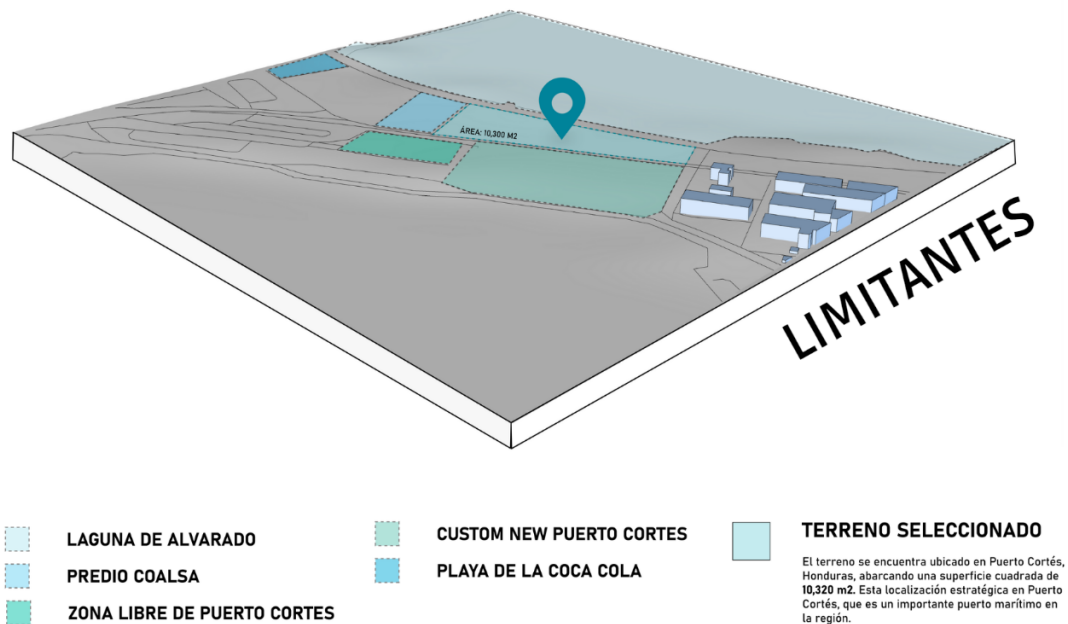 ÁREA: 10,300 M2
LIMITANTES
LAGUNA DE ALVARADO
PREDIO COALSA
ZONA LIBRE DE PUERTO CORTES
CUSTOM NEW PUERTO CORTES
PLAYA DE LA COCA COLA
TERRENO SELECCIONADO
El terreno se encuentra ubicado en Puerto Cortés,
Honduras, abarcando una superficie cuadrada de
10,320 m2. Esta localización estratégica en Puerto
Cortés, que es un importante puerto marítimo en
la región.